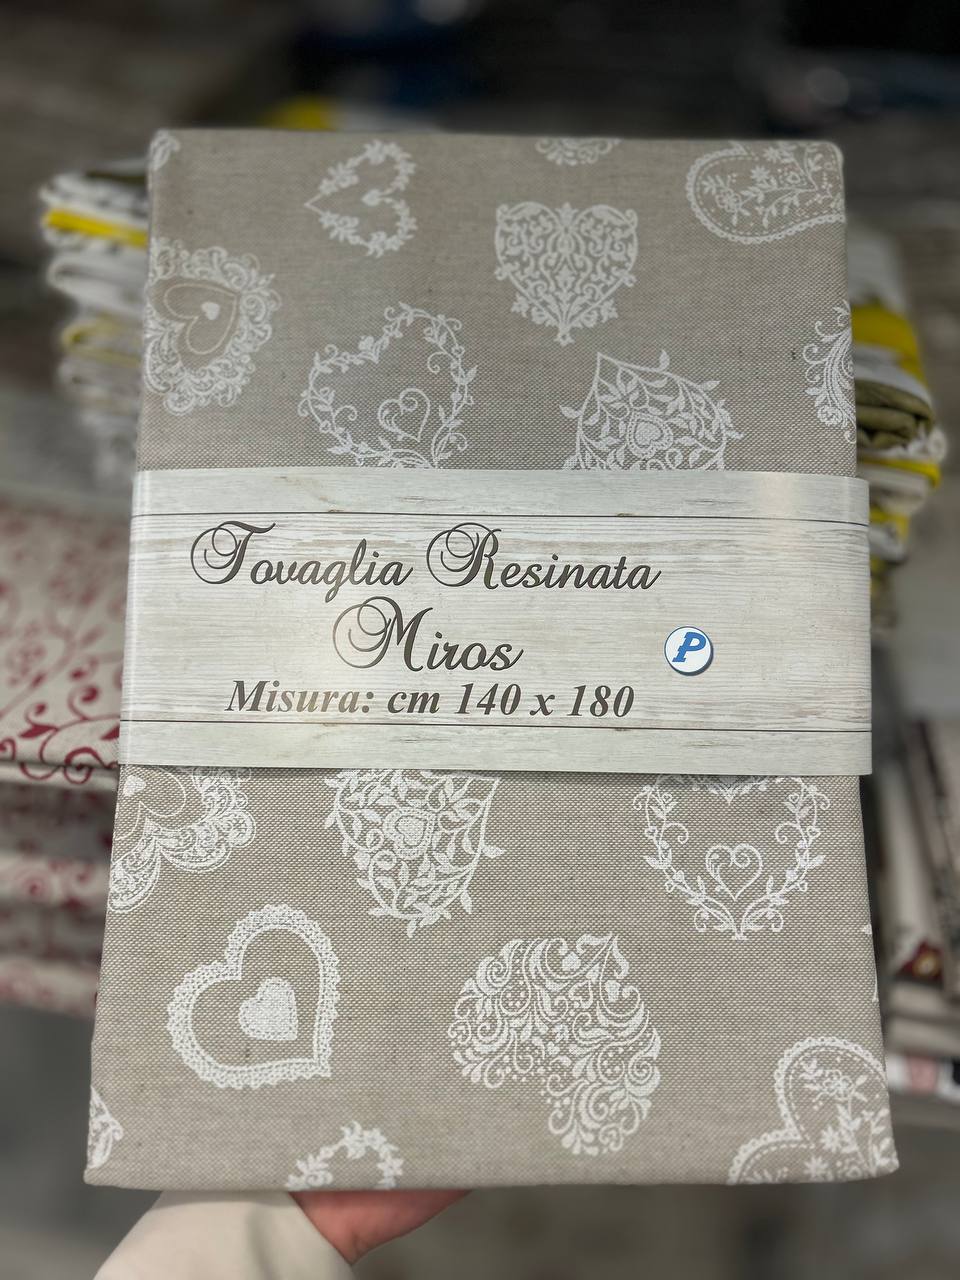 Tovaglia Resinata
Miros
P
Misura: cm 140 x 180